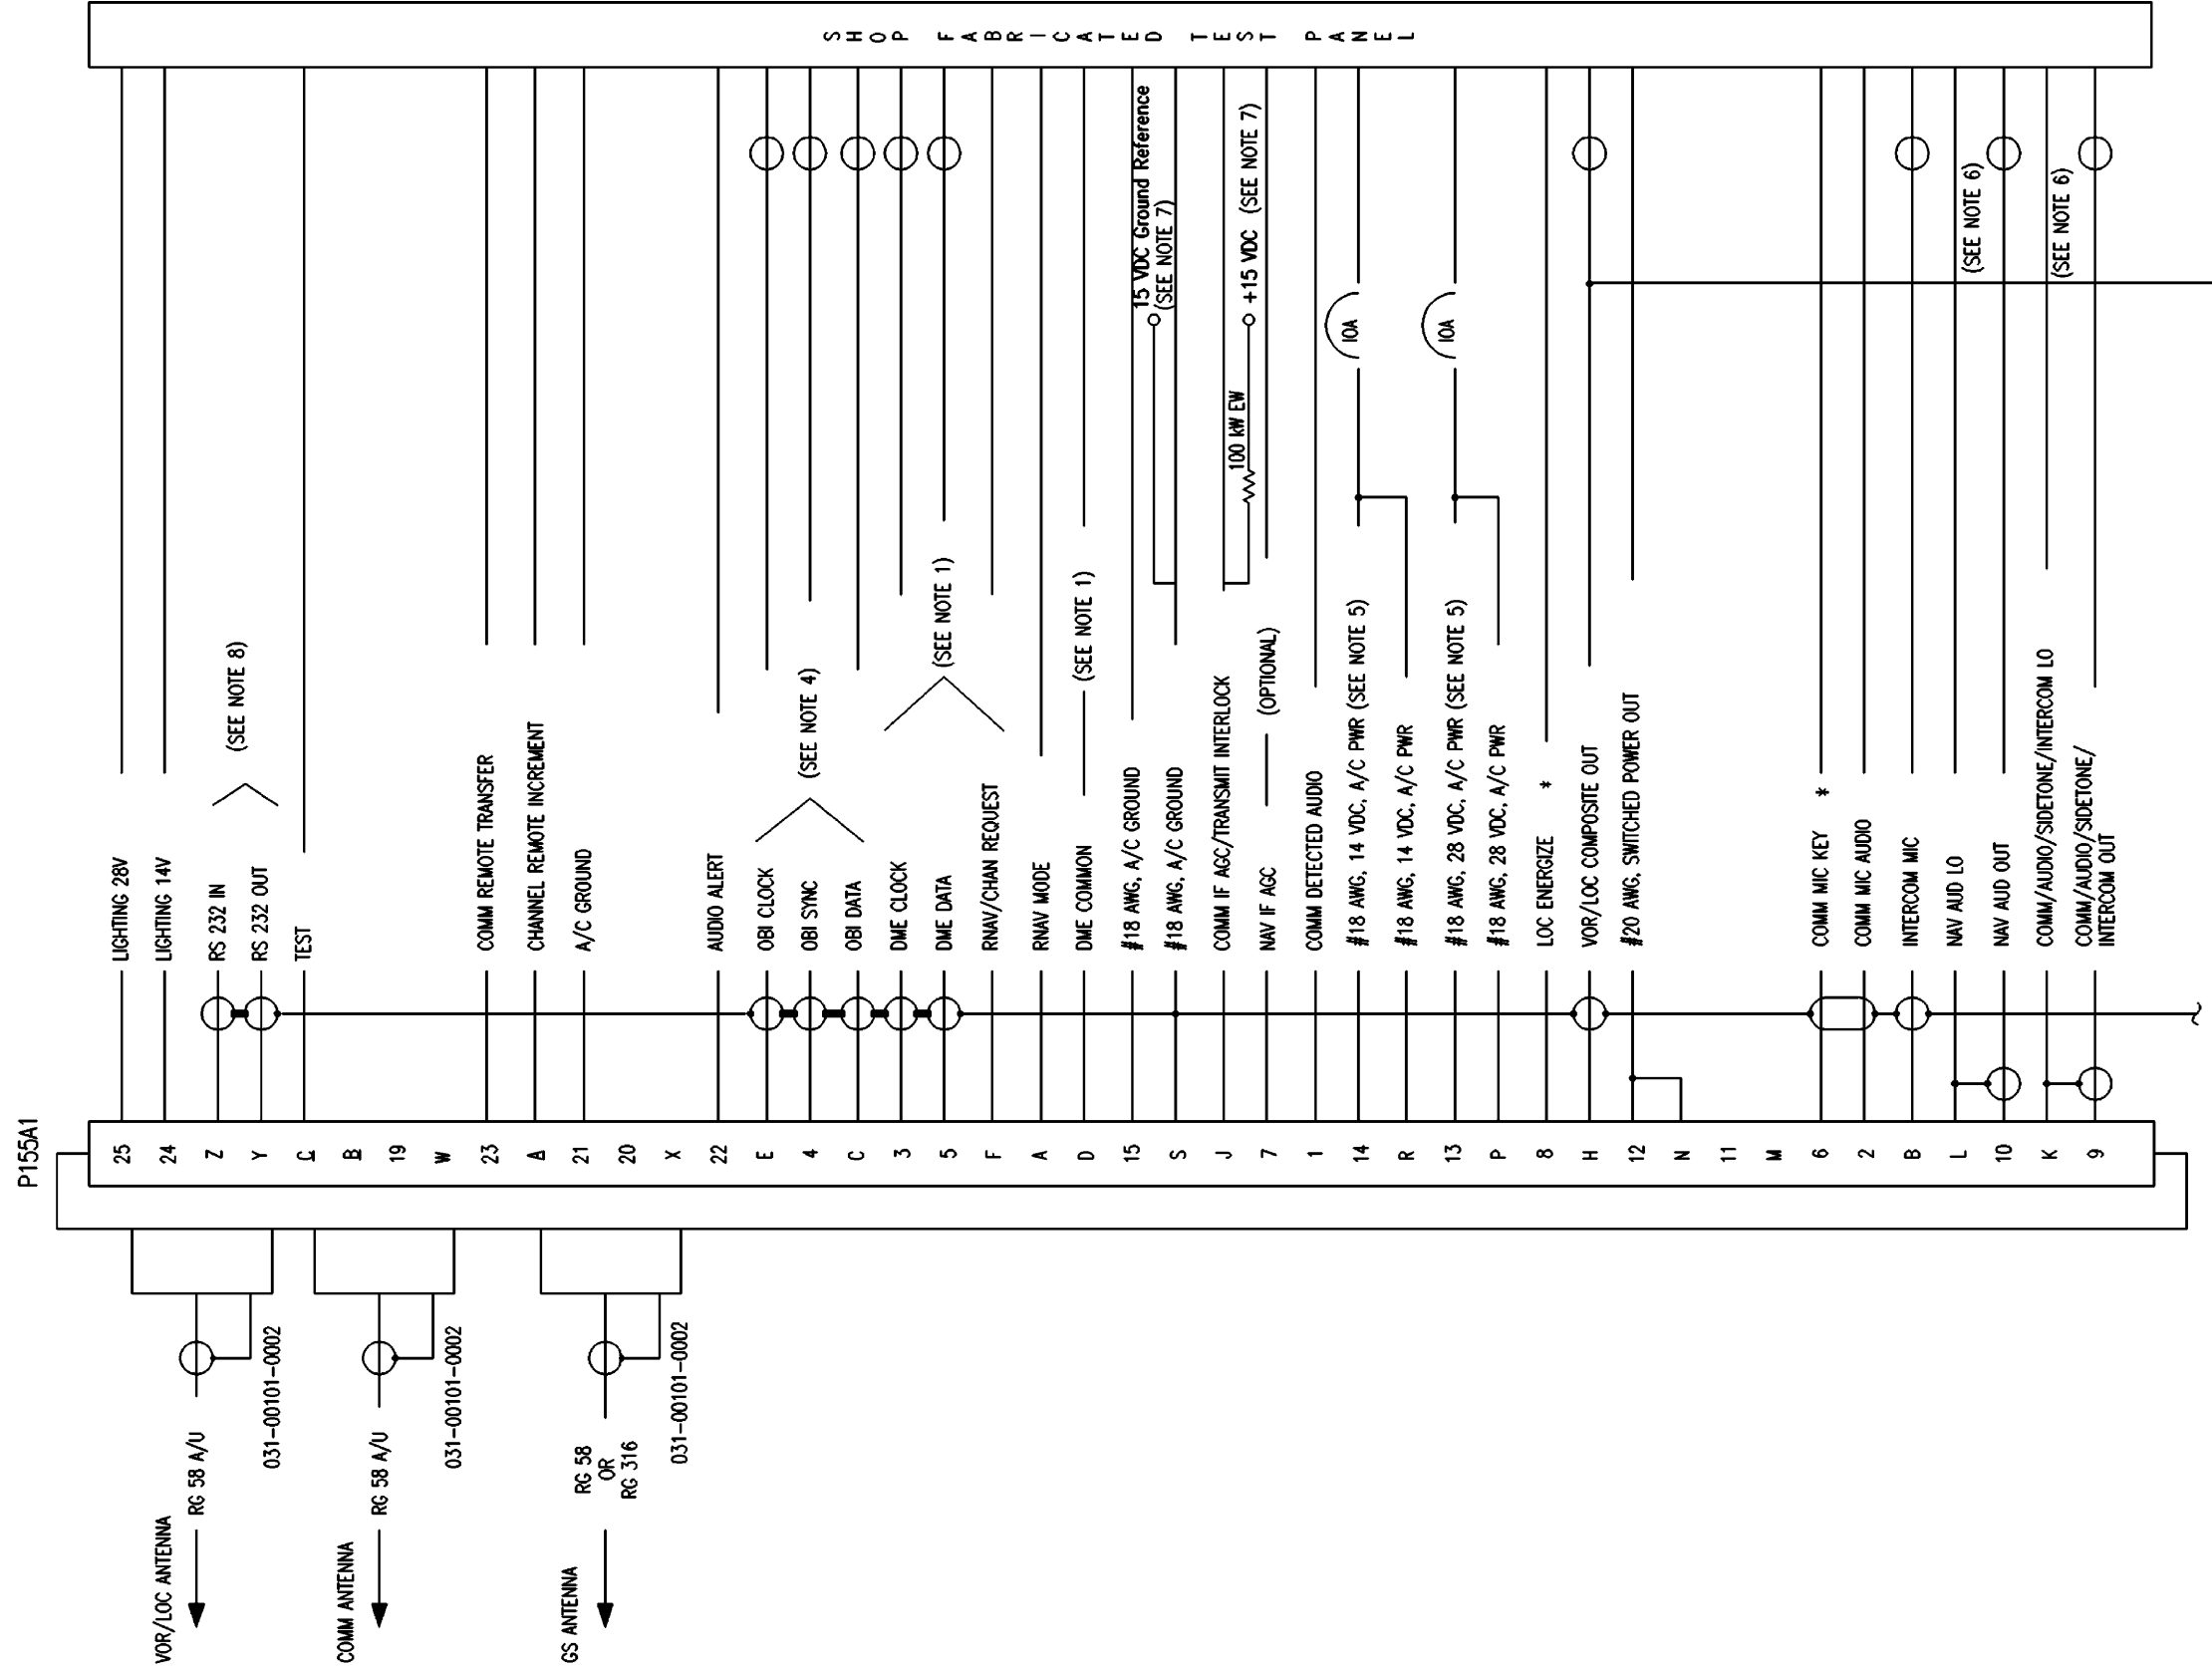 SHOP FABRICATED TEST PANEL
15 VDC Ground Reference
(SEE NOTE 7)
+15 VDC (SEE NOTE 7)
100 kW EW
10A
10A
(SEE NOTE 6)
(SEE NOTE 6)
(SEE NOTE 8)
(SEE NOTE 4)
(SEE NOTE 1)
(SEE NOTE 1)
(OPTIONAL)
LIGHTING 28V
LIGHTING 14V
RS 232 IN
RS 232 OUT
TEST
COMM REMOTE TRANSFER
CHANNEL REMOTE INCREMENT
A/C GROUND
AUDIO ALERT
OBI CLOCK
OBI SYNC
OBI DATA
DME CLOCK
DME DATA
RNAV/CHAN REQUEST
RNAV MODE
DME COMMON
#18 AWG, A/C GROUND
#18 AWG, A/C GROUND
COMM IF AGC/TRANSMIT INTERLOCK
NAV IF AGC
COMM DETECTED AUDIO
#18 AWG, 14 VDC, A/C PWR (SEE NOTE 5)
#18 AWG, 14 VDC, A/C PWR
#18 AWG, 28 VDC, A/C PWR (SEE NOTE 5)
#18 AWG, 28 VDC, A/C PWR
LOC ENERGIZE *
VOR/LOC COMPOSITE OUT
#20 AWG, SWITCHED POWER OUT
COMM MIC KEY *
COMM MIC AUDIO
INTERCOM MIC
NAV AUD LO
NAV AUD OUT
COMM/AUDIO/SIDETONE/INTERCOM LO
COMM/AUDIO/SIDETONE/
INTERCOM OUT
P155A1
25
24
Z
Y
C
B
19
W
23
A
21
20
X
22
E
4
C
3
5
F
A
D
15
S
J
7
1
14
R
13
P
8
H
12
N
11
M
6
2
B
L
10
K
9
VOR/LOC ANTENNA
RG 58 A/U
031-00101-0002
COMM ANTENNA
RG 58 A/U
031-00101-0002
GS ANTENNA
RG 58
OR
RG 316
031-00101-0002